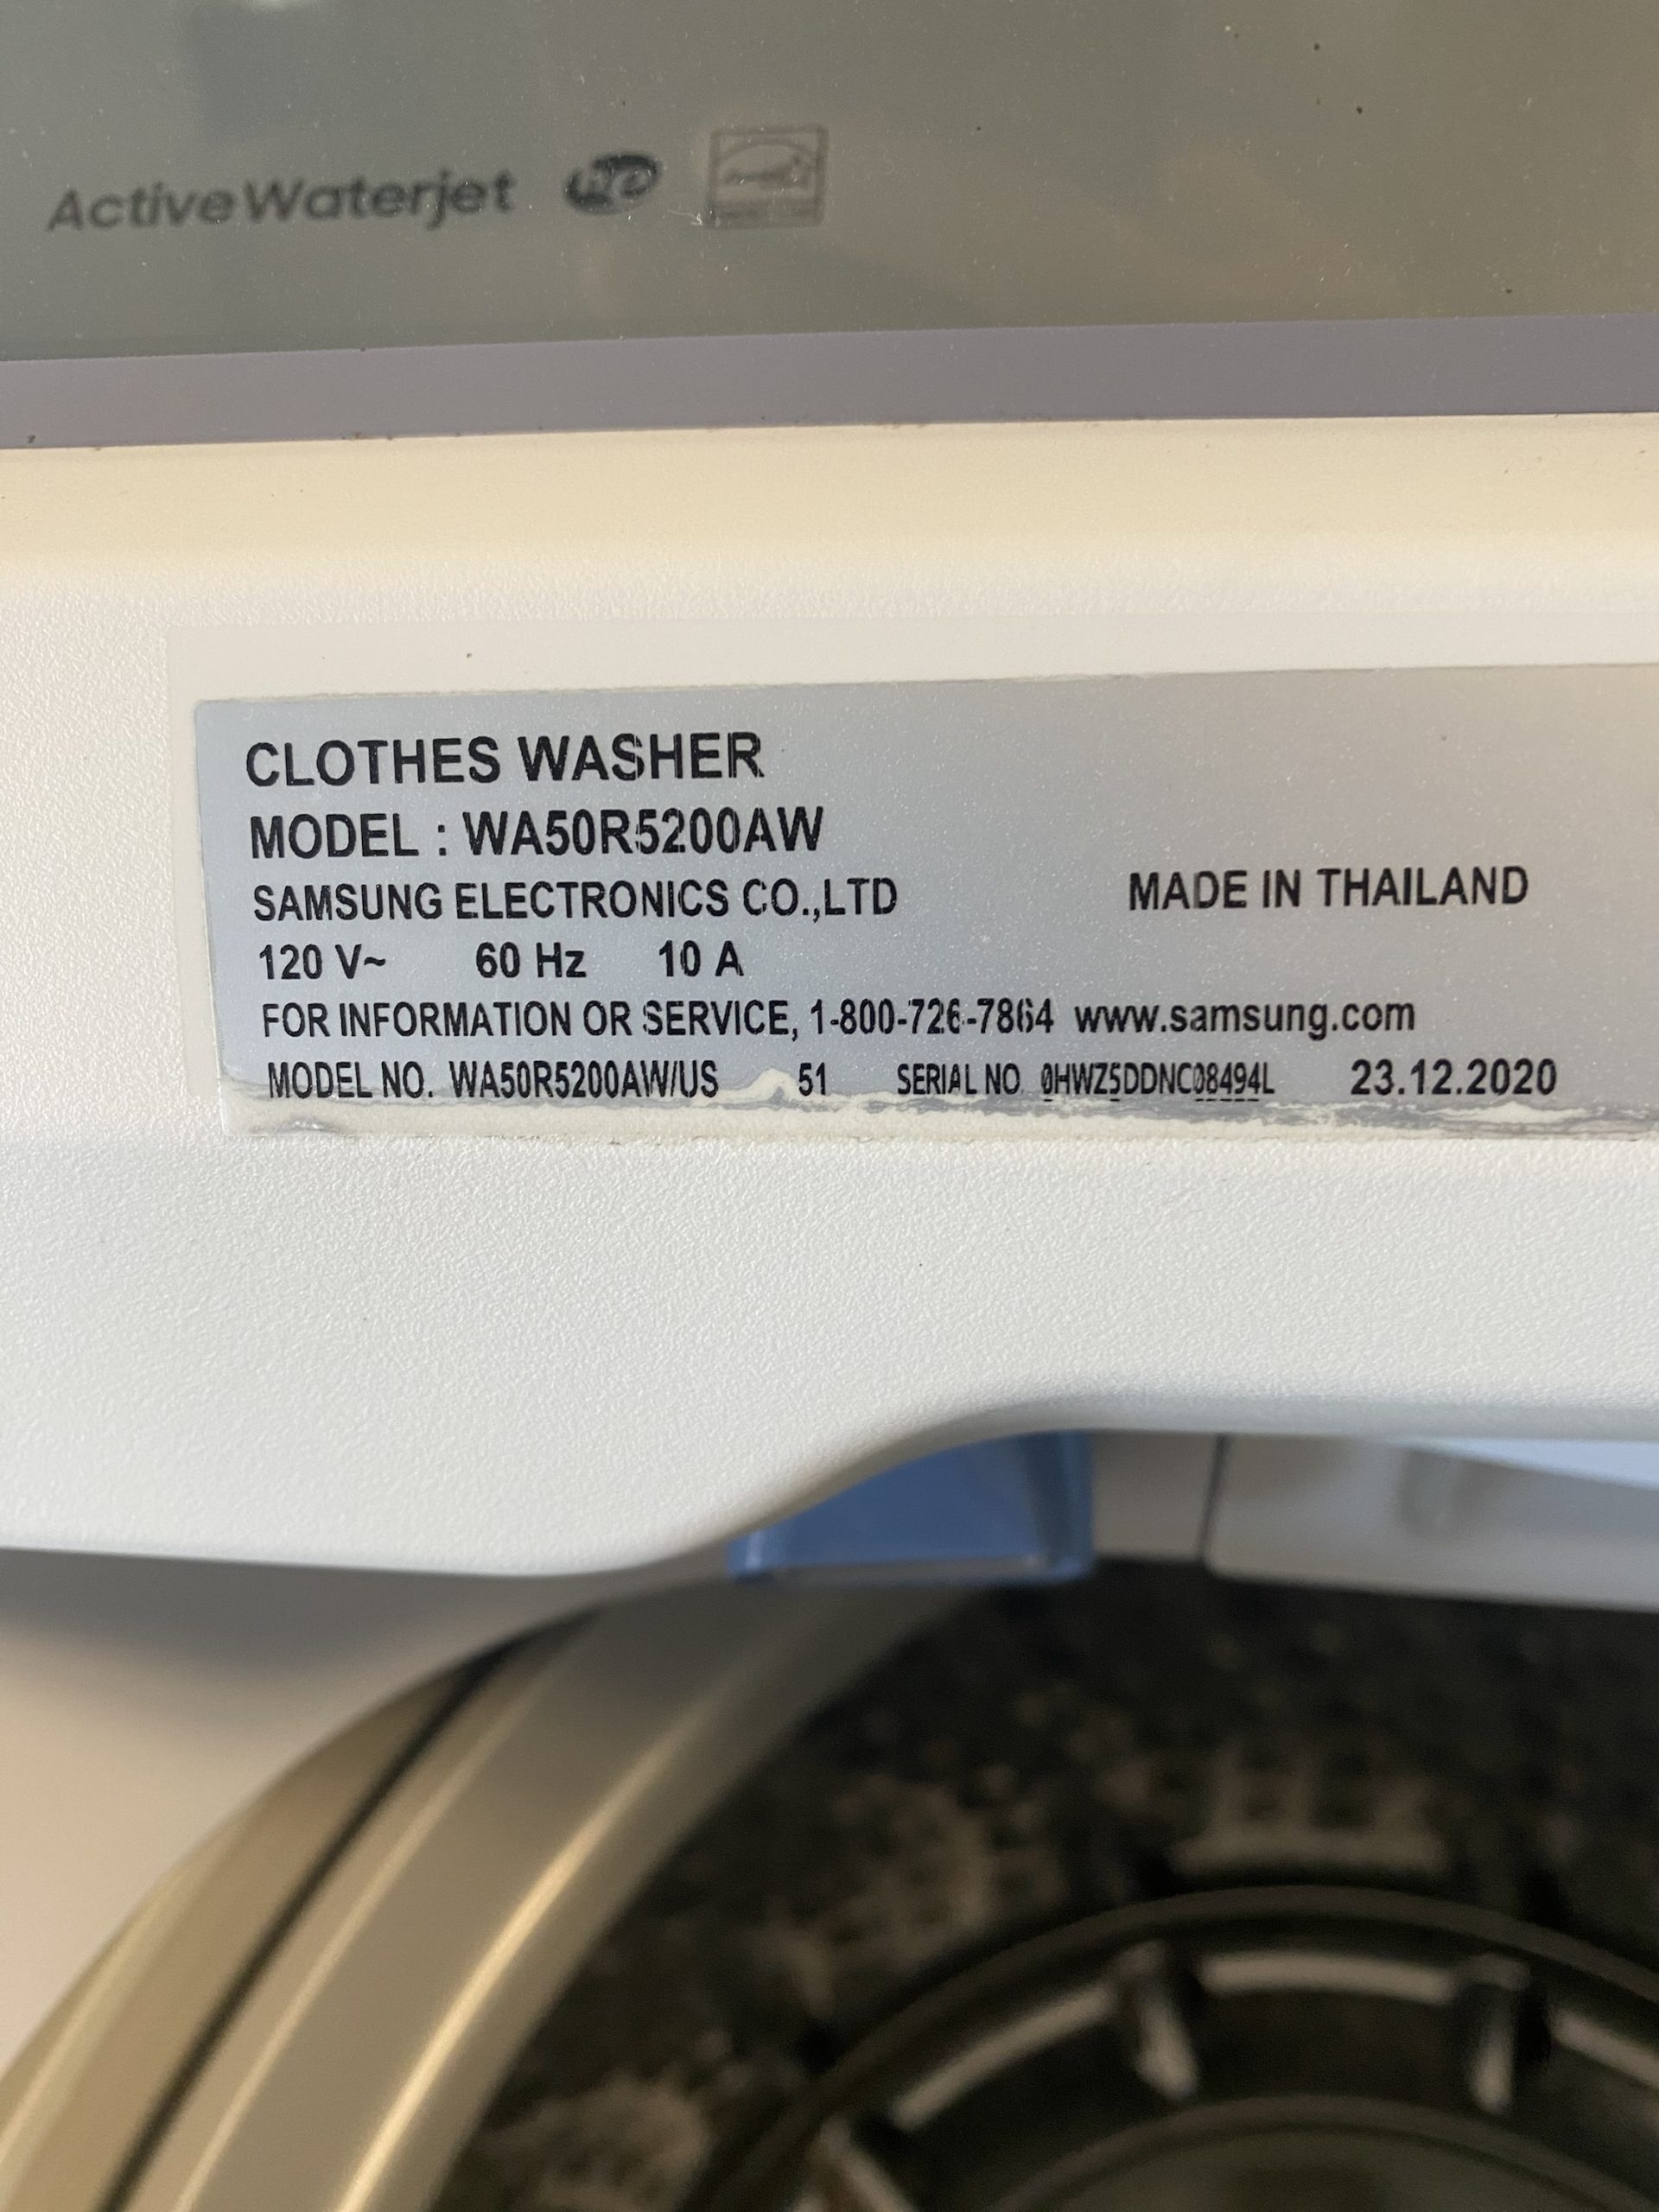 ActiveWaterjet
CLOTHES WASHER
MODEL : WA50R5200AW
SAMSUNG ELECTRONICS CO.,LTD MADE IN THAILAND
120 V~ 60 Hz 10 A
FOR INFORMATION OR SERVICE, 1-800-726-7864 www.samsung.com
MODEL NO. WA50R5200AW/US 51 SERIAL NO. 0HWZ5DDNC08494L 23.12.2020